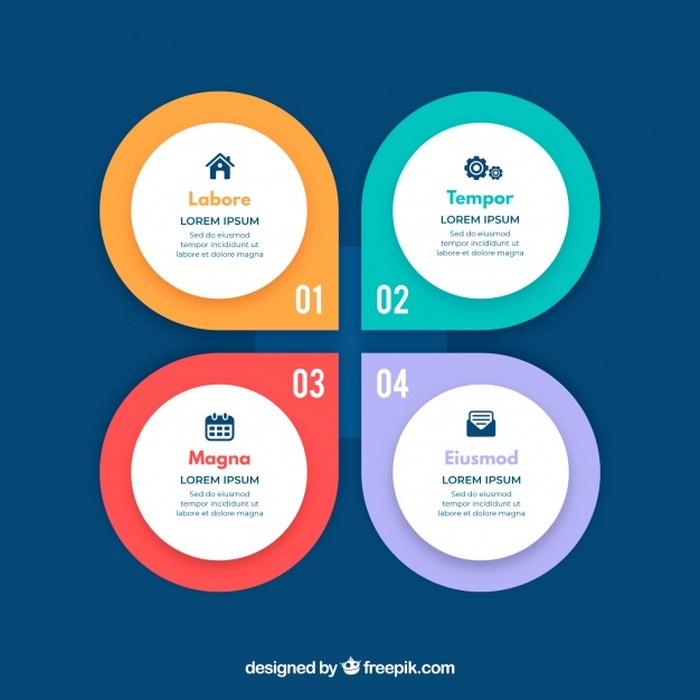 Labore
LOREM IPSUM
Sed do eiusmod
tempor incididunt ut
labore et dolore magna
01
Tempor
LOREM IPSUM
Sed do eiusmod
tempor incididunt ut
labore et dolore magna
02
03
Magna
LOREM IPSUM
Sed do eiusmod
tempor incididunt ut
labore et dolore magna
04
Eiusmod
LOREM IPSUM
Sed do eiusmod
tempor incididunt ut
labore et dolore magna
designed by freepik.com